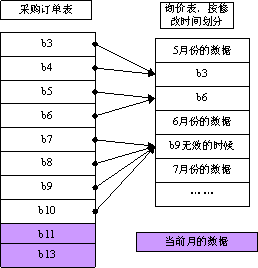 采购订单表
b3
b4
b5
b6
b7
b8
b9
b10
b11
b13
询价表，按修
改时间划分
5月份的数据
b3
b6
6月份的数据
b9无效的时候
7月份的数据
……
当前月的数据